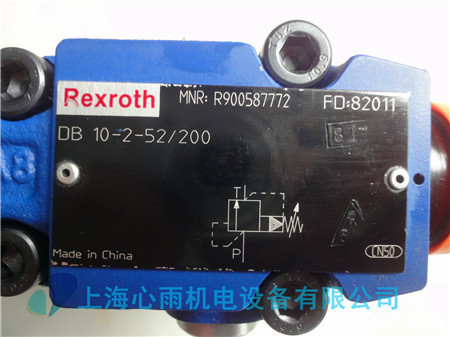 Rexroth MNR: R900587772 FD:82011
DB 10-2-52/200
T
P
Made in China
CN50
上海心雨机电设备有限公司